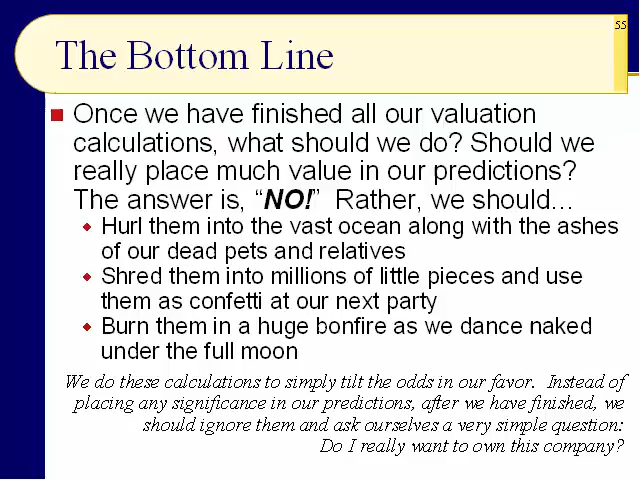 55
The Bottom Line
Once we have finished all our valuation
calculations, what should we do? Should we
really place much value in our predictions?
The answer is, “NO!” Rather, we should...
Hurl them into the vast ocean along with the ashes
of our dead pets and relatives
Shred them into millions of little pieces and use
them as confetti at our next party
Burn them in a huge bonfire as we dance naked
under the full moon
We do these calculations to simply tilt the odds in our favor. Instead of
placing any significance in our predictions, after we have finished, we
should ignore them and ask ourselves a very simple question:
Do I really want to own this company?